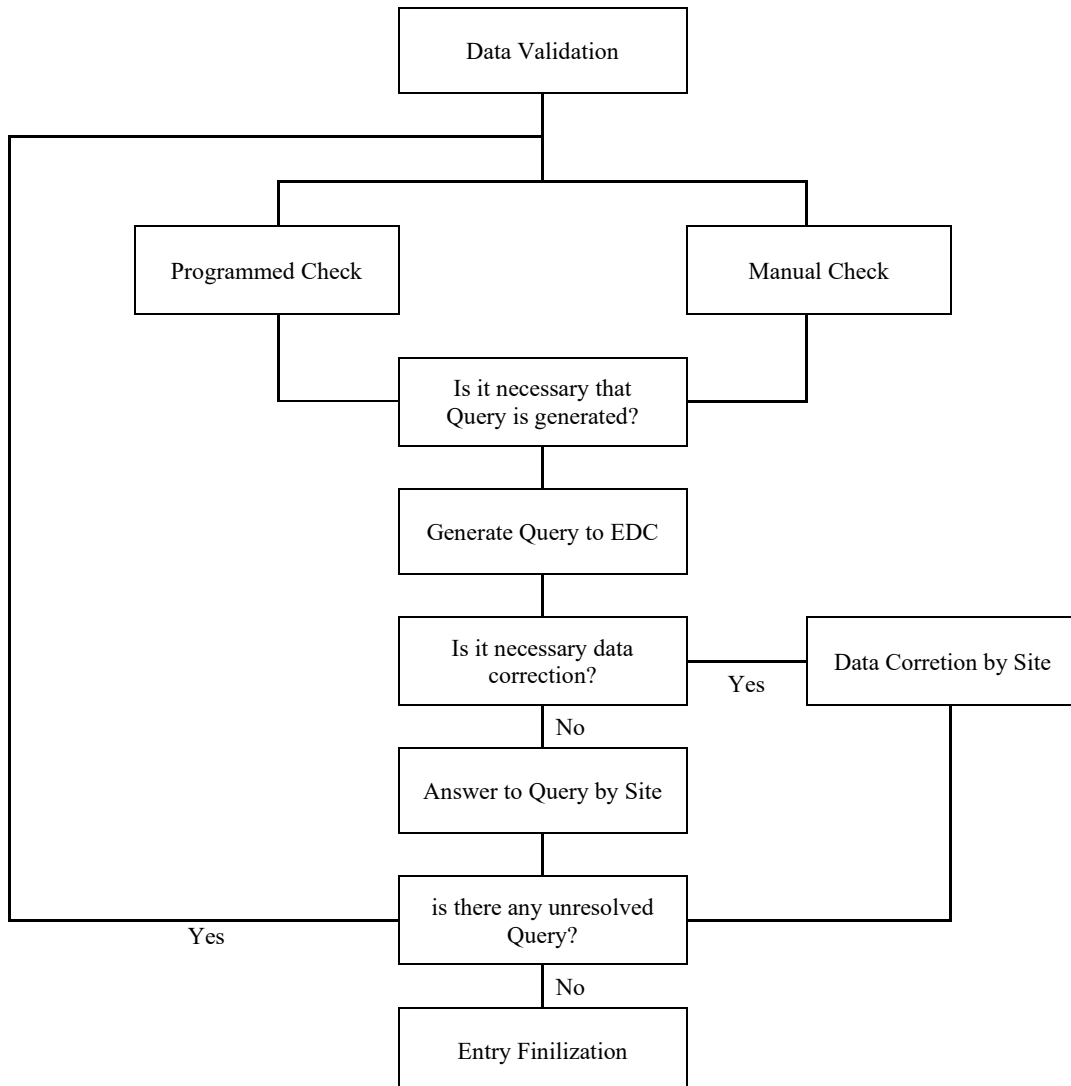 Data Validation
Programmed Check
Manual Check
Is it necessary that
Query is generated?
Generate Query to EDC
Is it necessary data
correction?
Yes
Data Corretion by Site
No
Answer to Query by Site
is there any unresolved
Query?
Yes
No
Entry Finilization